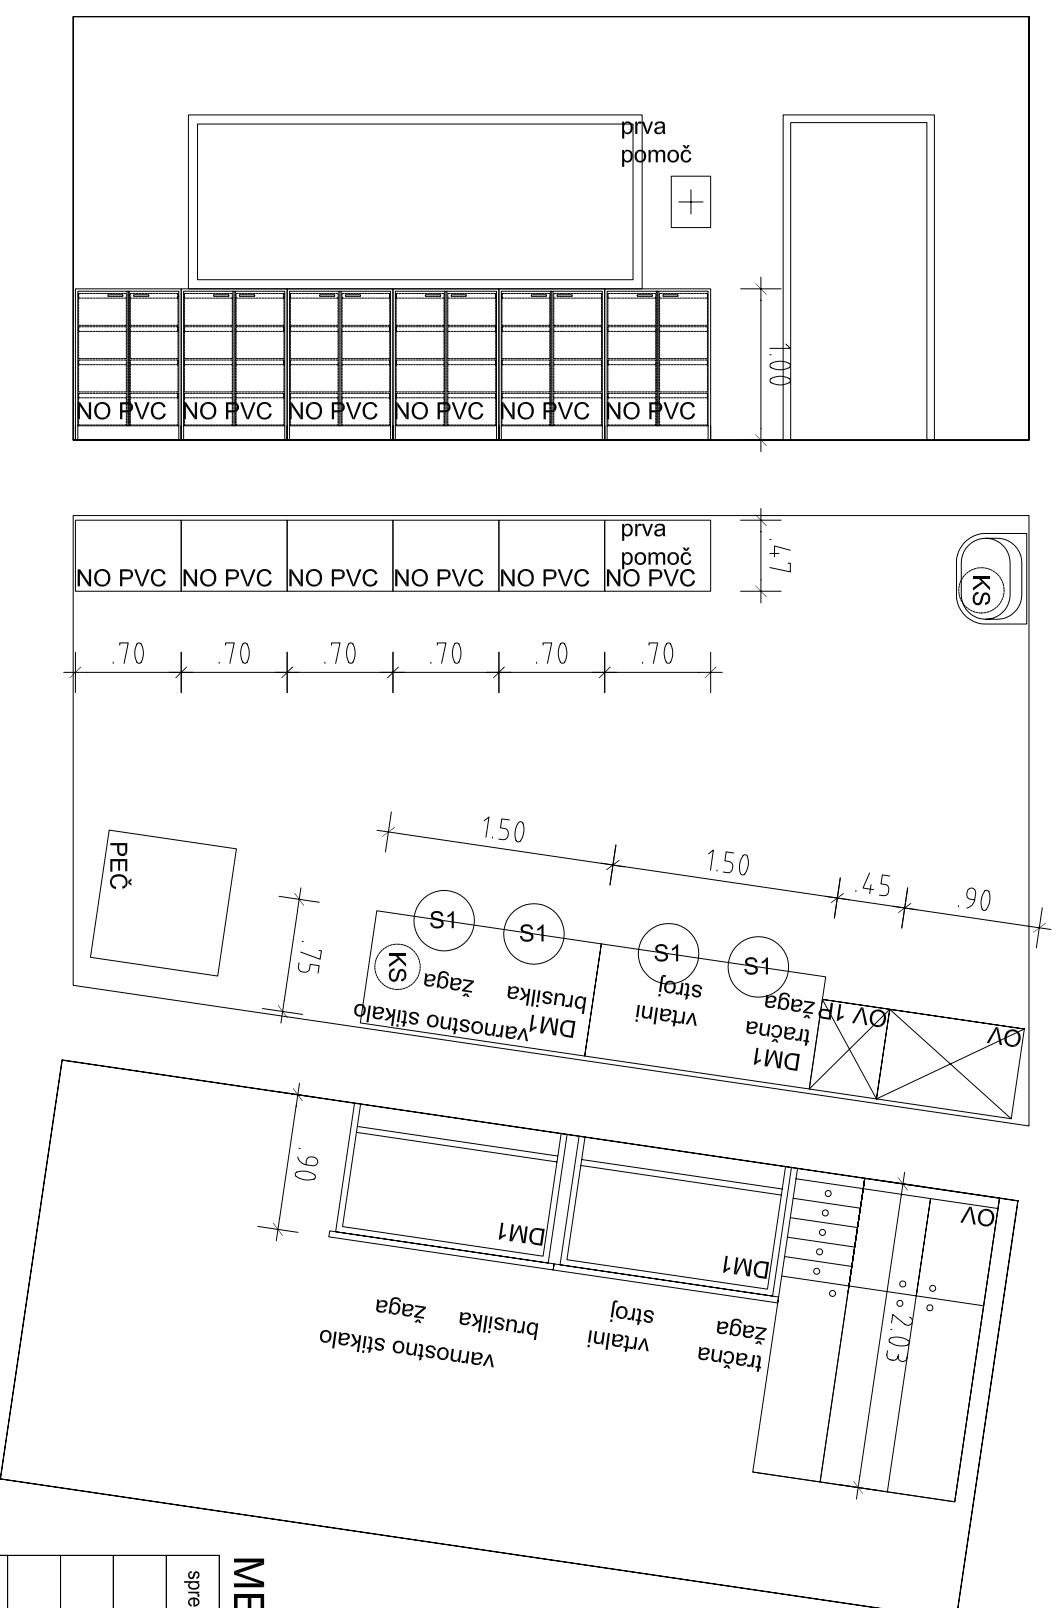 prva
pomoč
1.00
NO PVC NO PVC NO PVC NO PVC NO PVC NO PVC
prva
pomoč
.47
NO PVC NO PVC NO PVC NO PVC NO PVC NO PVC
KS
.70 .70 .70 .70 .70 .70
1.50
1.50
.45
.90
PEČ
.75
S1
S1
S1
S1
KS
žaga
brusilka
varnostno stikalo
DM1
vrtalni
stroj
tračna
žaga
DM1
OV 1P
OV
.90
DM1
DM1
OV
2.03
žaga
brusilka
varnostno stikalo
vrtalni
stroj
tračna
žaga
ME
spre